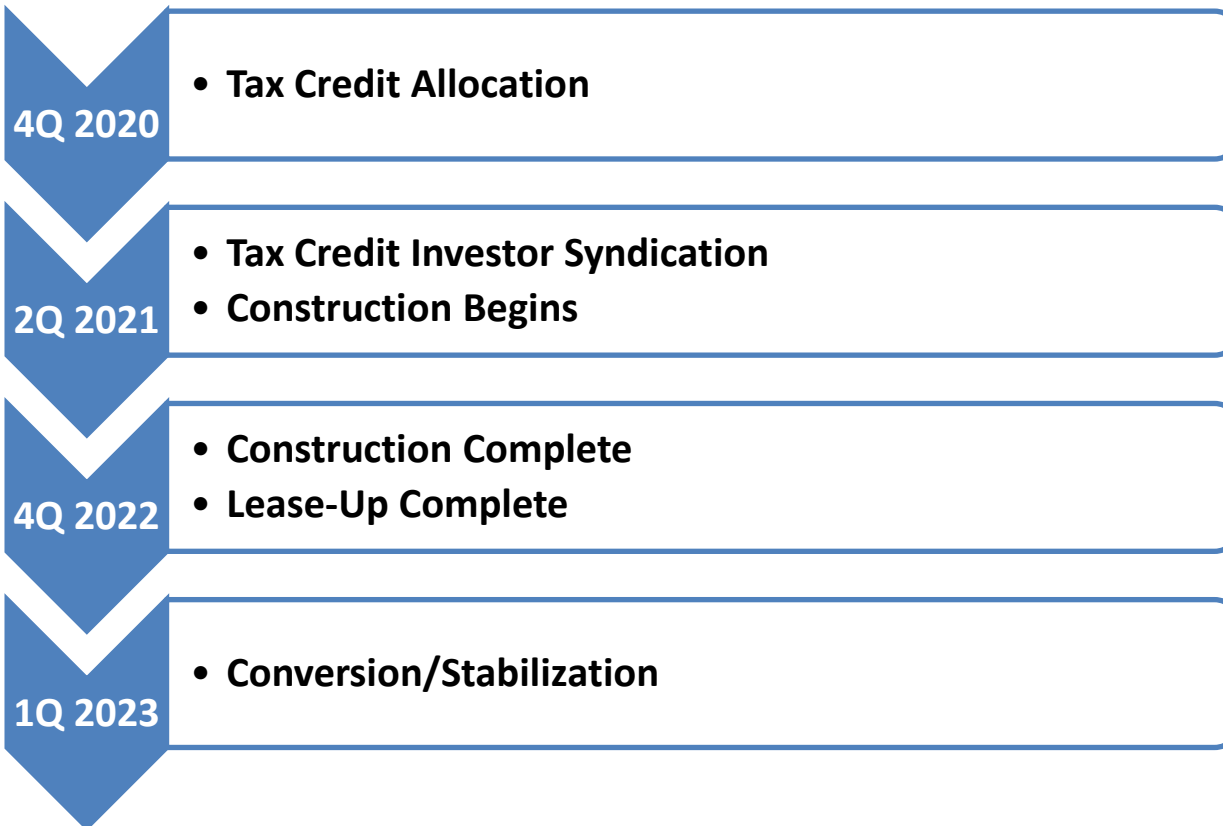 4Q 2020
• Tax Credit Allocation
2Q 2021
• Tax Credit Investor Syndication
• Construction Begins
4Q 2022
• Construction Complete
• Lease-Up Complete
1Q 2023
• Conversion/Stabilization